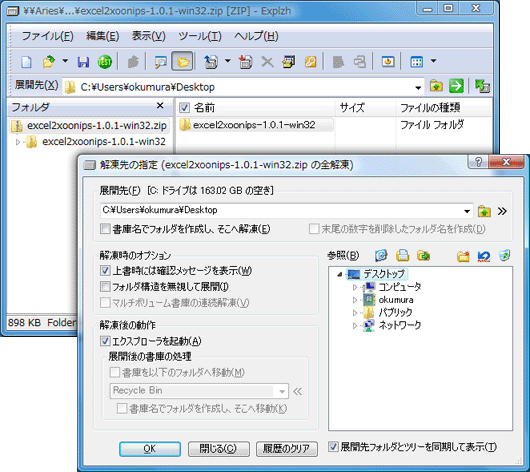 ¥¥Aries¥...¥excel2xoonips-1.0.1-win32.zip [ZIP] - Explzh
ファイル(F) 編集(E) 表示(V) ツール(T) ヘルプ(H)
展開先(X) C:¥Users¥okumura¥Desktop
フォルダ
excel2xoonips-1.0.1-win32.zip
excel2xoonips-1.0.1-win32
名前 サイズ ファイルの種類
excel2xoonips-1.0.1-win32 ファイル フォルダ
898 KB Folder
解凍先の指定 (excel2xoonips-1.0.1-win32.zip の全解凍)
展開先(F) [C: ドライブは 163.02 GB の空き]
C:¥Users¥okumura¥Desktop
書庫名でフォルダを作成し、そこへ解凍(E) 末尾の数字を削除したフォルダ名を作成(D)
解凍時のオプション
上書時には確認メッセージを表示(W)
フォルダ構造を無視して展開(I)
マルチボリューム書庫の連続解凍(V)
参照(B)
デスクトップ
コンピュータ
okumura
パブリック
ネットワーク
解凍後の動作
エクスプローラを起動(A)
展開後の書庫の処理
書庫を以下のフォルダへ移動(M)
Recycle Bin
書庫名でフォルダを作成し、そこへ移動(K)
OK 閉じる(C) 履歴のクリア 展開先フォルダとツリーを同期して表示(T)